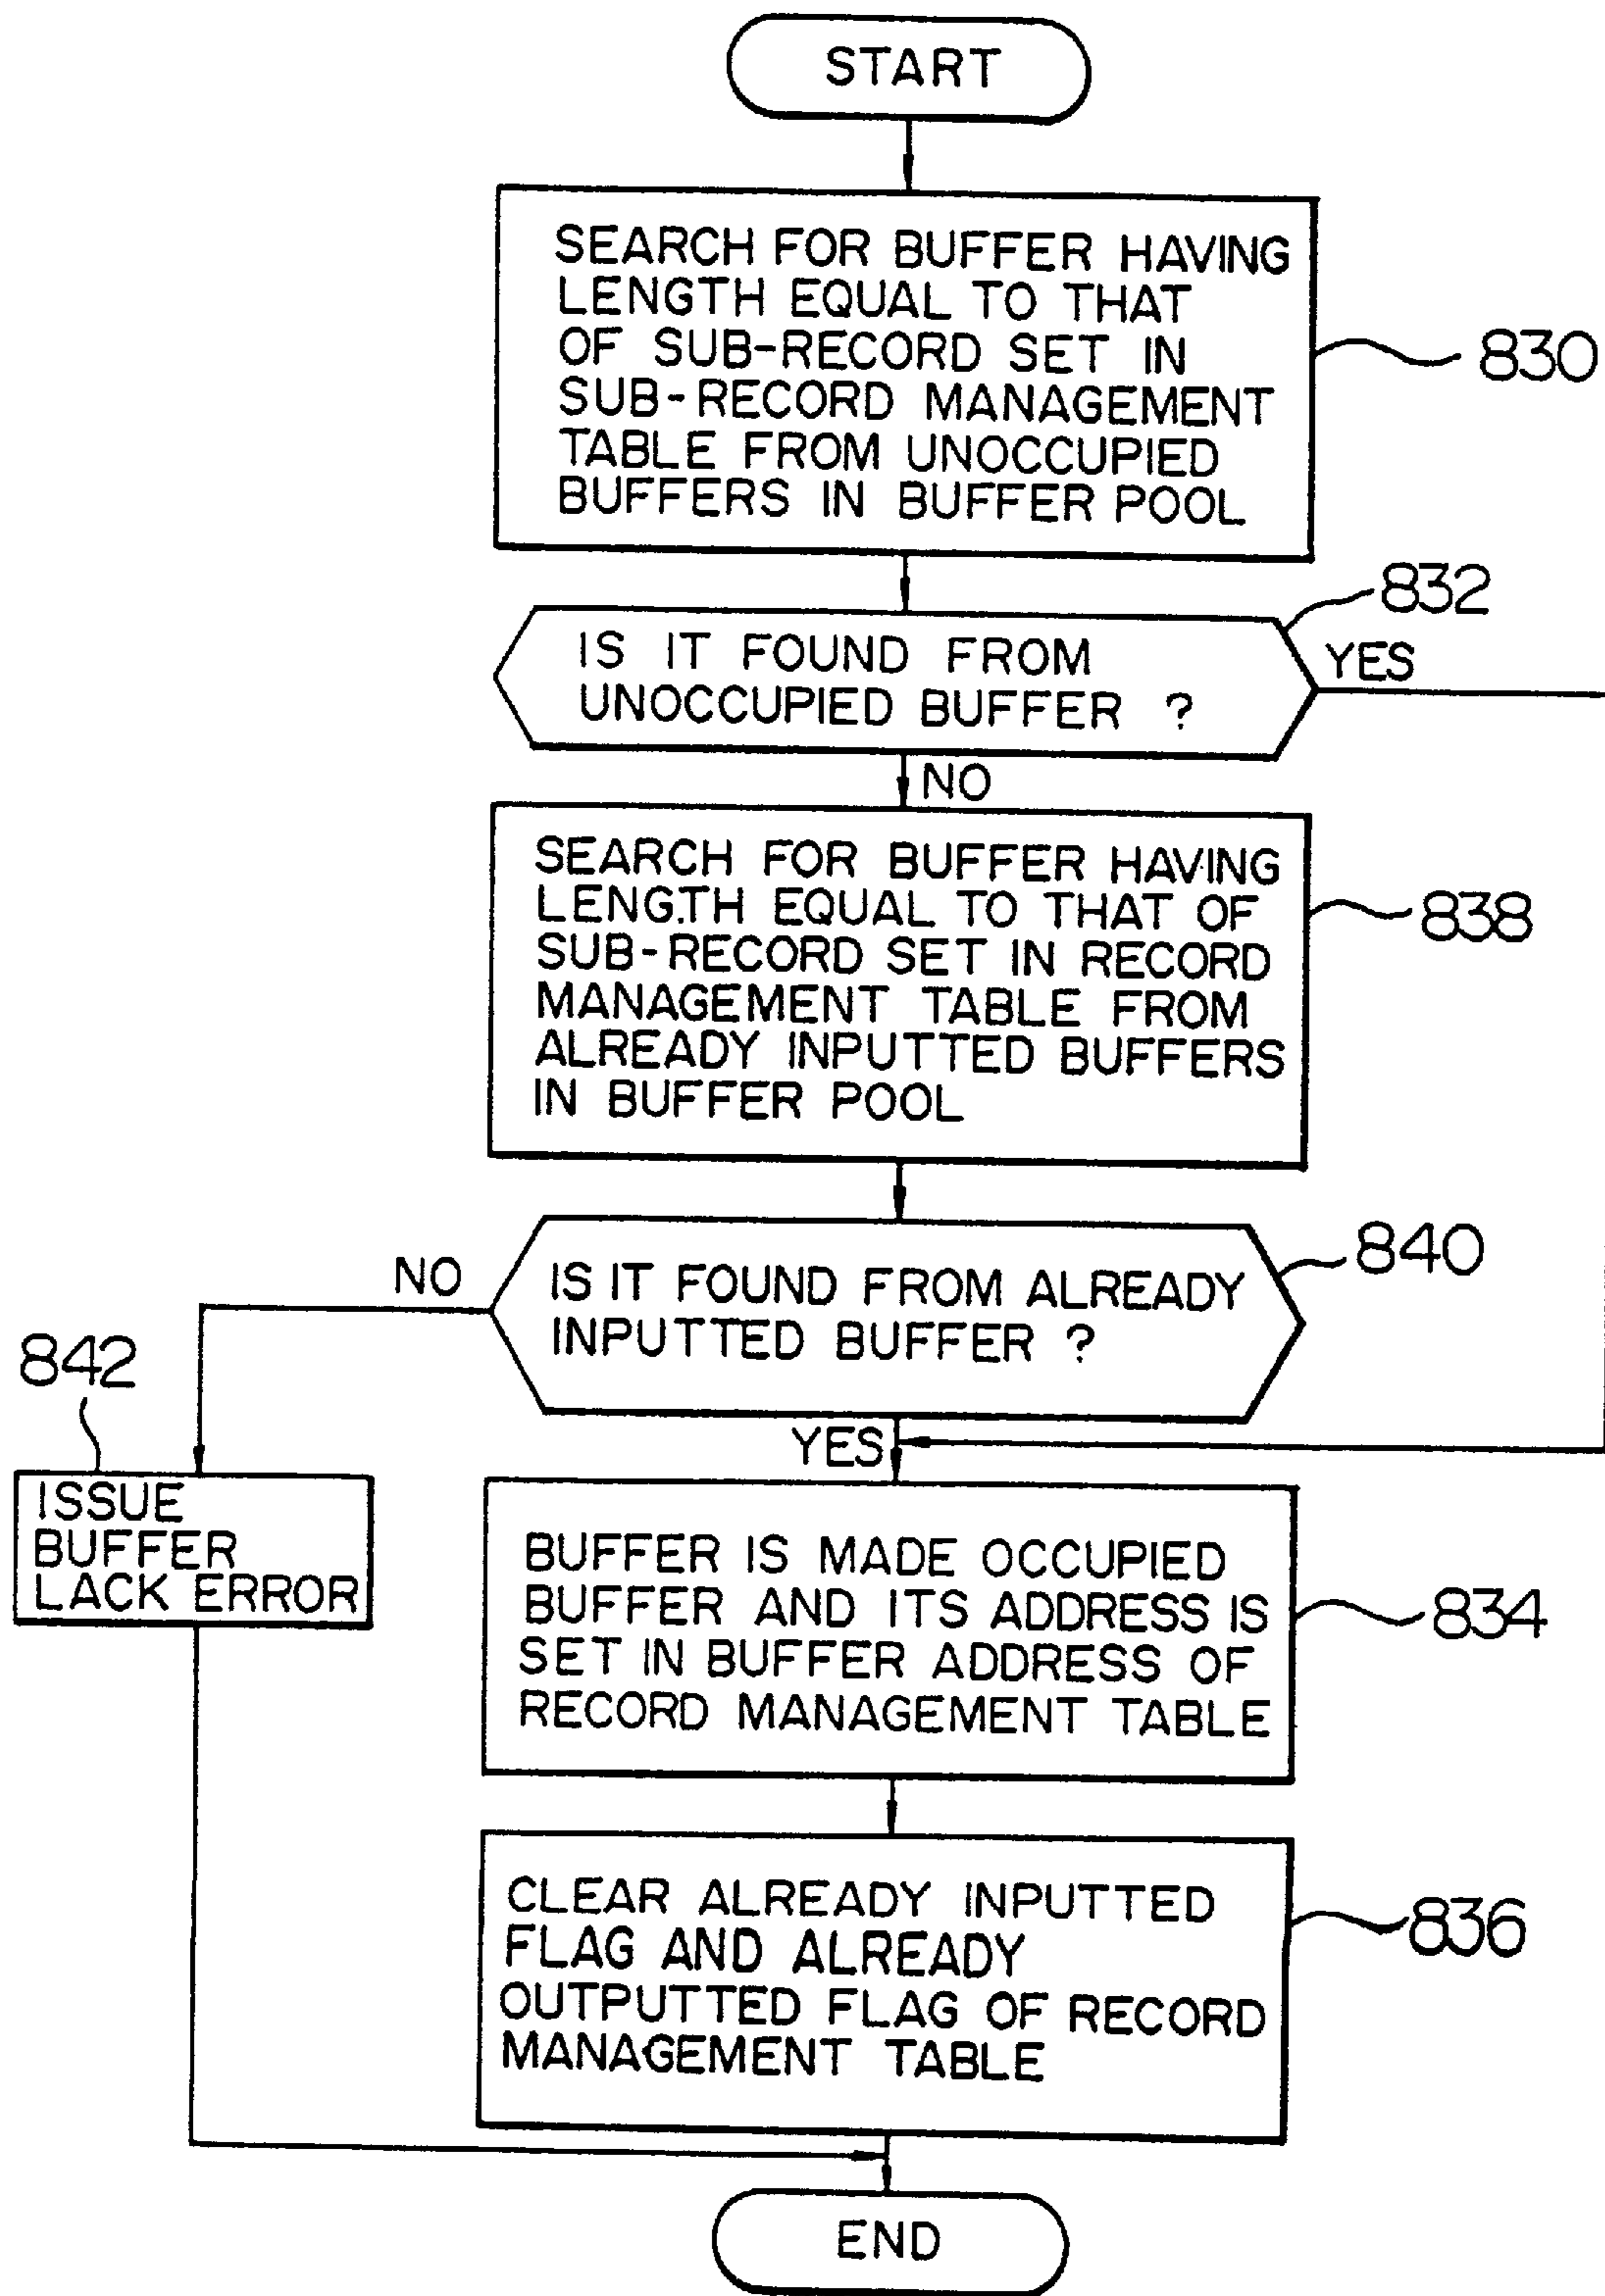 START
SEARCH FOR BUFFER HAVING
LENGTH EQUAL TO THAT
OF SUB-RECORD SET IN
SUB-RECORD MANAGEMENT
TABLE FROM UNOCCUPIED
BUFFERS IN BUFFER POOL
830
832
IS IT FOUND FROM
UNOCCUPIED BUFFER ?
YES
NO
SEARCH FOR BUFFER HAVING
LENGTH EQUAL TO THAT OF
SUB-RECORD SET IN RECORD
MANAGEMENT TABLE FROM
ALREADY INPUTTED BUFFERS
IN BUFFER POOL
838
840
NO
IS IT FOUND FROM ALREADY
INPUTTED BUFFER ?
842
YES
ISSUE
BUFFER
LACK ERROR
BUFFER IS MADE OCCUPIED
BUFFER AND ITS ADDRESS IS
SET IN BUFFER ADDRESS OF
RECORD MANAGEMENT TABLE
834
CLEAR ALREADY INPUTTED
FLAG AND ALREADY
OUTPUTTED FLAG OF RECORD
MANAGEMENT TABLE
836
END